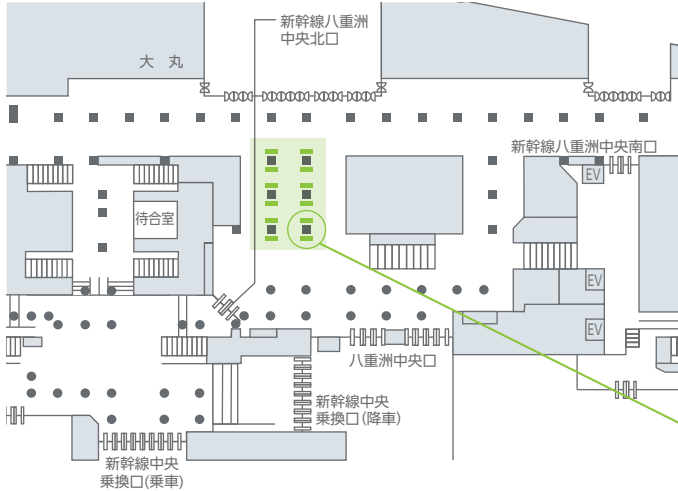 新幹線八重洲
中央北口
大丸
新幹線八重洲中央南口
EV
待合室
EV
EV
八重洲中央口
新幹線中央
乗換口(降車)
新幹線中央
乗換口(乗車)